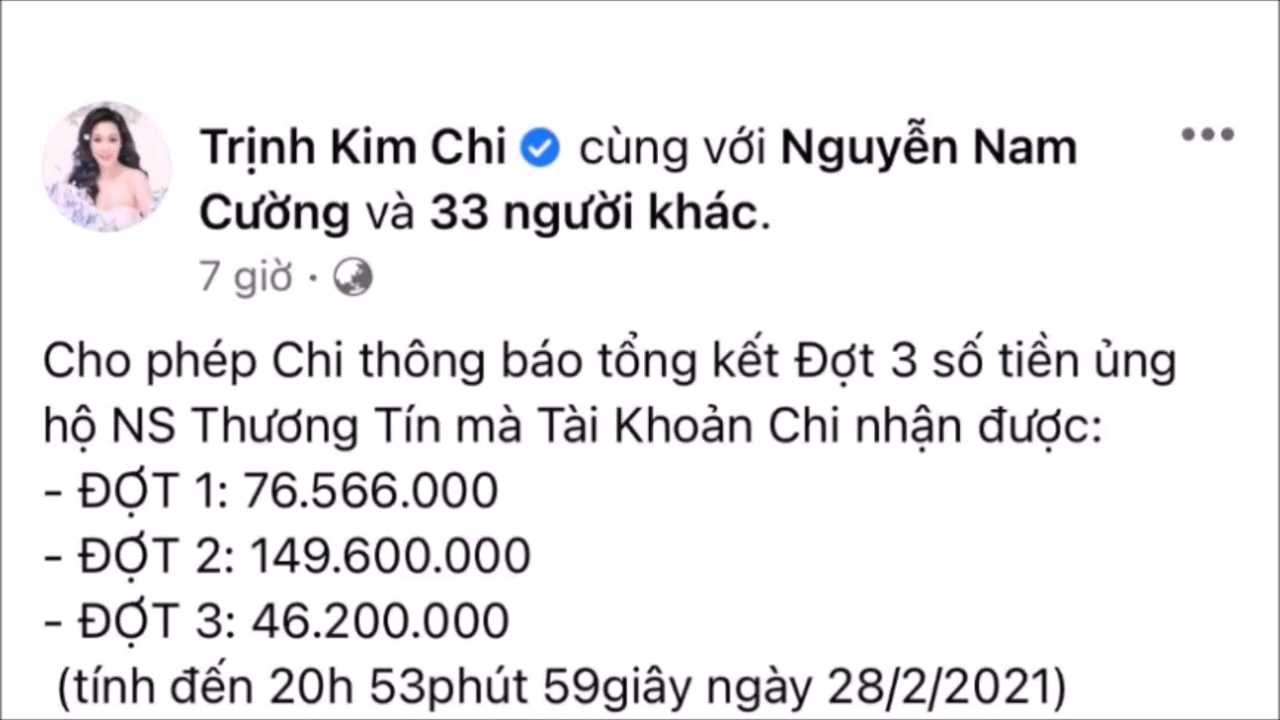 Trịnh Kim Chi cùng với Nguyễn Nam
Cường và 33 người khác.
7 giờ ·
Cho phép Chi thông báo tổng kết Đợt 3 số tiền ủng
hộ NS Thương Tín mà Tài Khoản Chi nhận được:
- ĐỢT 1: 76.566.000
- ĐỢT 2: 149.600.000
- ĐỢT 3: 46.200.000
(tính đến 20h 53phút 59giây ngày 28/2/2021)